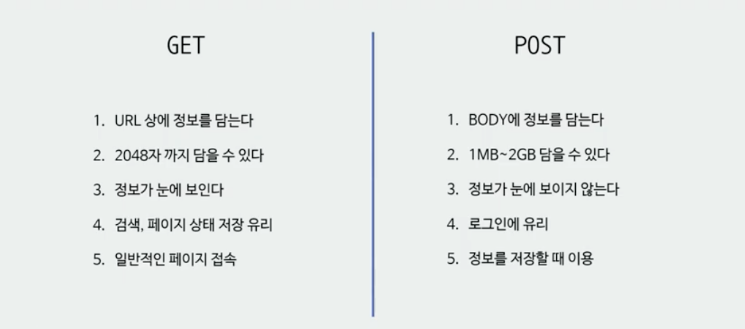 GET
1. URL 상에 정보를 담는다
2. 2048자 까지 담을 수 있다
3. 정보가 눈에 보인다
4. 검색, 페이지 상태 저장 유리
5. 일반적인 페이지 접속
POST
1. BODY에 정보를 담는다
2. 1MB~2GB 담을 수 있다
3. 정보가 눈에 보이지 않는다
4. 로그인에 유리
5. 정보를 저장할 때 이용